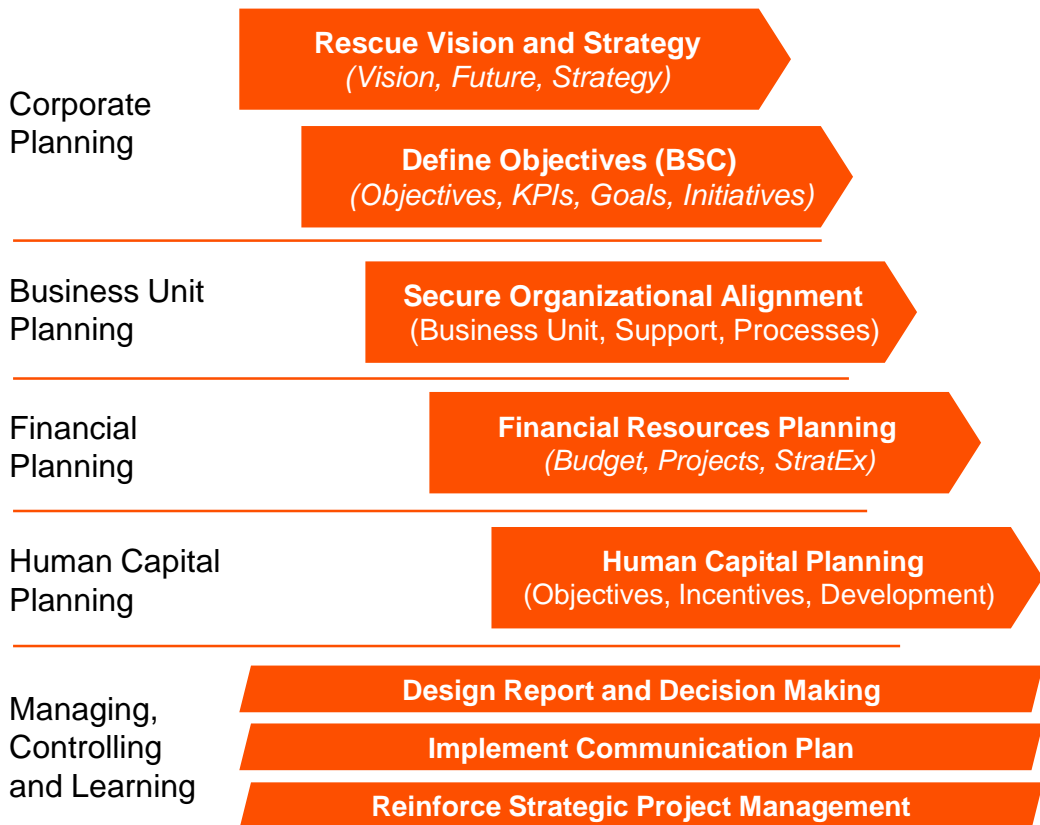 Corporate
Planning
Rescue Vision and Strategy
(Vision, Future, Strategy)
Define Objectives (BSC)
(Objectives, KPIs, Goals, Initiatives)
Business Unit
Planning
Secure Organizational Alignment
(Business Unit, Support, Processes)
Financial
Planning
Financial Resources Planning
(Budget, Projects, StratEx)
Human Capital
Planning
Human Capital Planning
(Objectives, Incentives, Development)
Managing,
Controlling
and Learning
Design Report and Decision Making
Implement Communication Plan
Reinforce Strategic Project Management